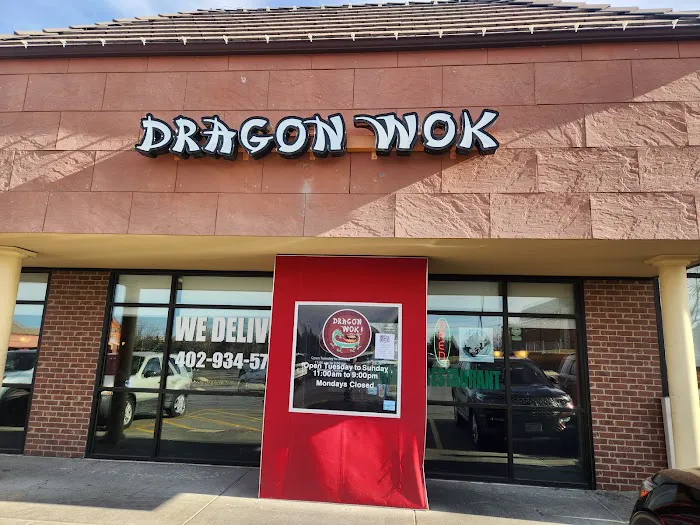 DRAGON WOK
WE DELIV
402-934-57
DRAGON
WOK
Open Tuesday to Sunday
11:00am to 9:00pm
Mondays Closed